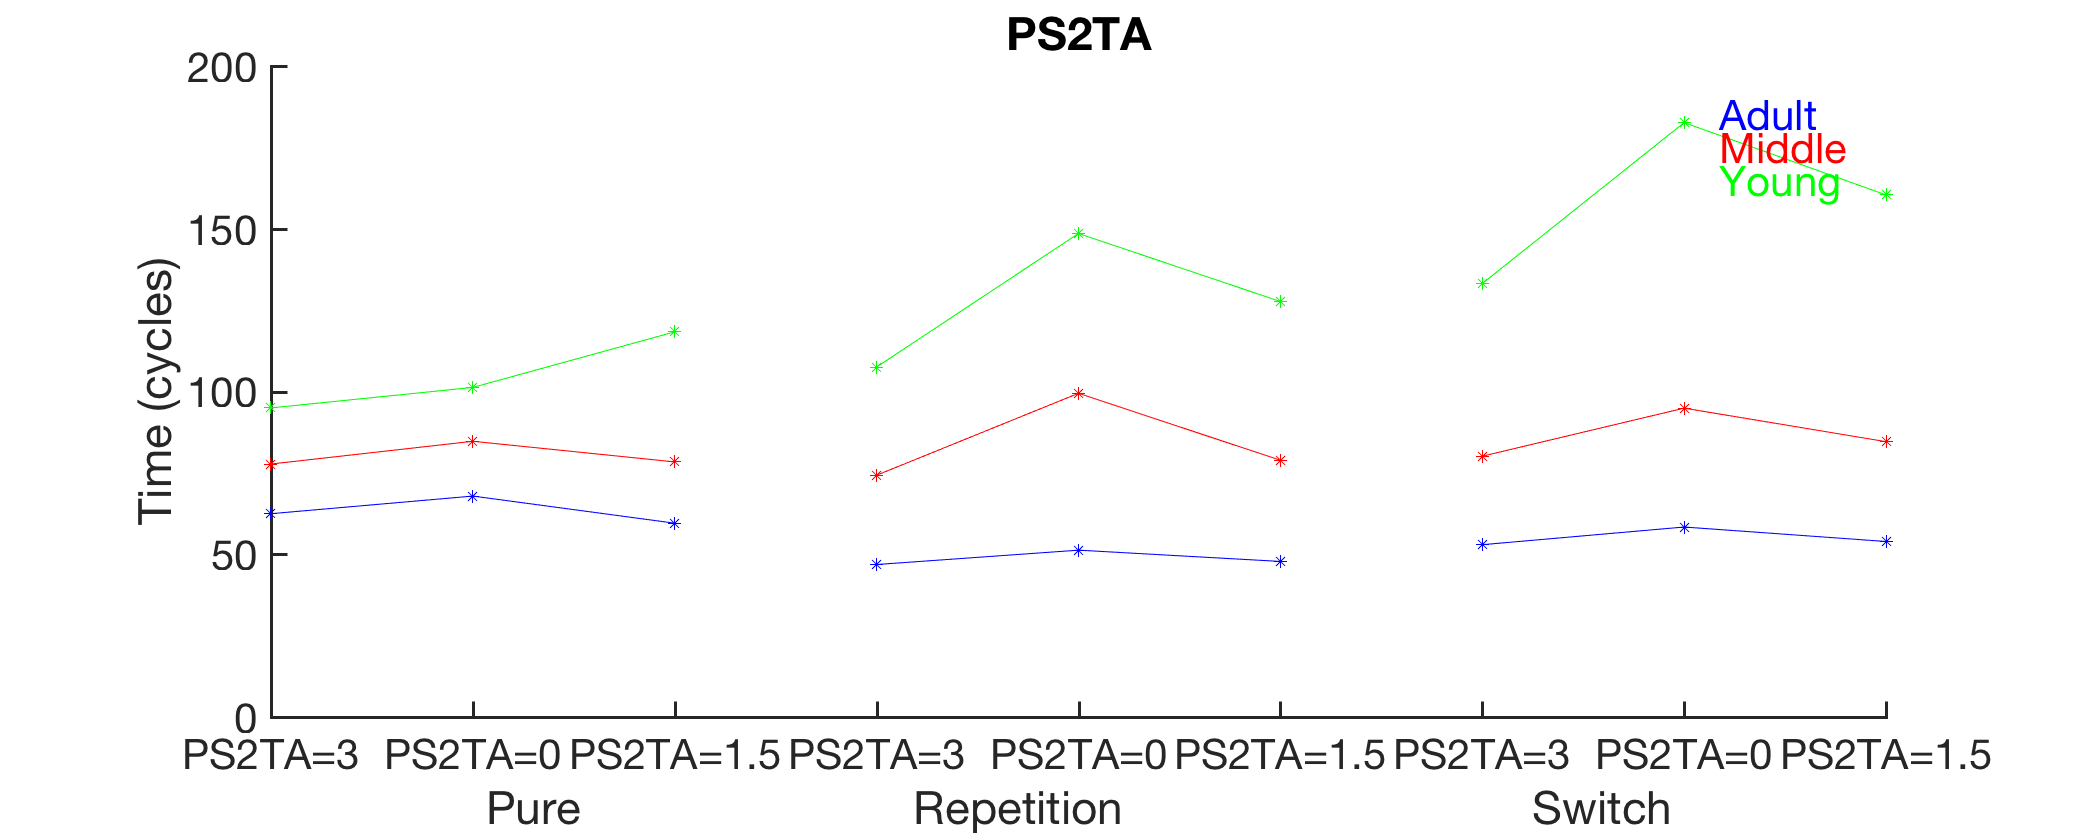 PS2TA
200
150
100
50
0
Time (cycles)
Adult
Middle
Young
PS2TA=3 PS2TA=0 PS2TA=1.5 PS2TA=3 PS2TA=0 PS2TA=1.5 PS2TA=3 PS2TA=0 PS2TA=1.5
Pure Repetition Switch